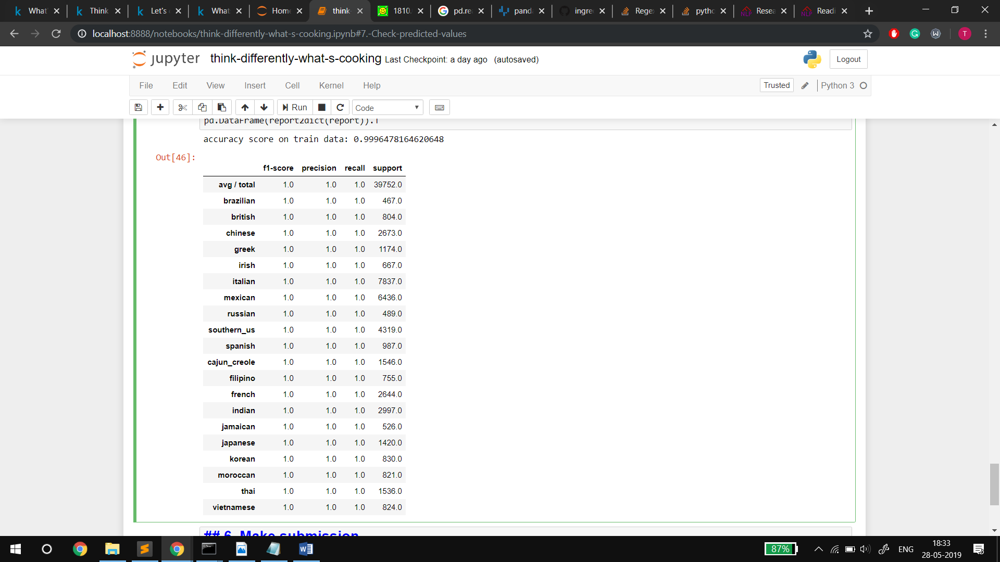 What'
Think
Let's
What
Hom
think
1810.
pd.re
pand
ingre
Rege
pytho
Resea
Readi
localhost:8888/notebooks/think-differently-what-s-cooking.ipynb#7.-Check-predicted-values
T
jupyter think-differently-what-s-cooking Last Checkpoint: a day ago (autosaved)
Logout
File Edit View Insert Cell Kernel Help
Trusted
Python 3
Run
Code
pd.DataFrame(report2dict(report)).T
accuracy score on train data: 0.9996478164620648
Out[46]:
f1-score precision recall support
avg / total 1.0 1.0 1.0 39752.0
brazilian 1.0 1.0 1.0 467.0
british 1.0 1.0 1.0 804.0
chinese 1.0 1.0 1.0 2673.0
greek 1.0 1.0 1.0 1174.0
irish 1.0 1.0 1.0 667.0
italian 1.0 1.0 1.0 7837.0
mexican 1.0 1.0 1.0 6436.0
russian 1.0 1.0 1.0 489.0
southern_us 1.0 1.0 1.0 4319.0
spanish 1.0 1.0 1.0 987.0
cajun_creole 1.0 1.0 1.0 1546.0
filipino 1.0 1.0 1.0 755.0
french 1.0 1.0 1.0 2644.0
indian 1.0 1.0 1.0 2997.0
jamaican 1.0 1.0 1.0 526.0
japanese 1.0 1.0 1.0 1420.0
korean 1.0 1.0 1.0 830.0
moroccan 1.0 1.0 1.0 821.0
thai 1.0 1.0 1.0 1536.0
vietnamese 1.0 1.0 1.0 824.0
## 6. Make submission
87%
ENG
18:33
28-05-2019